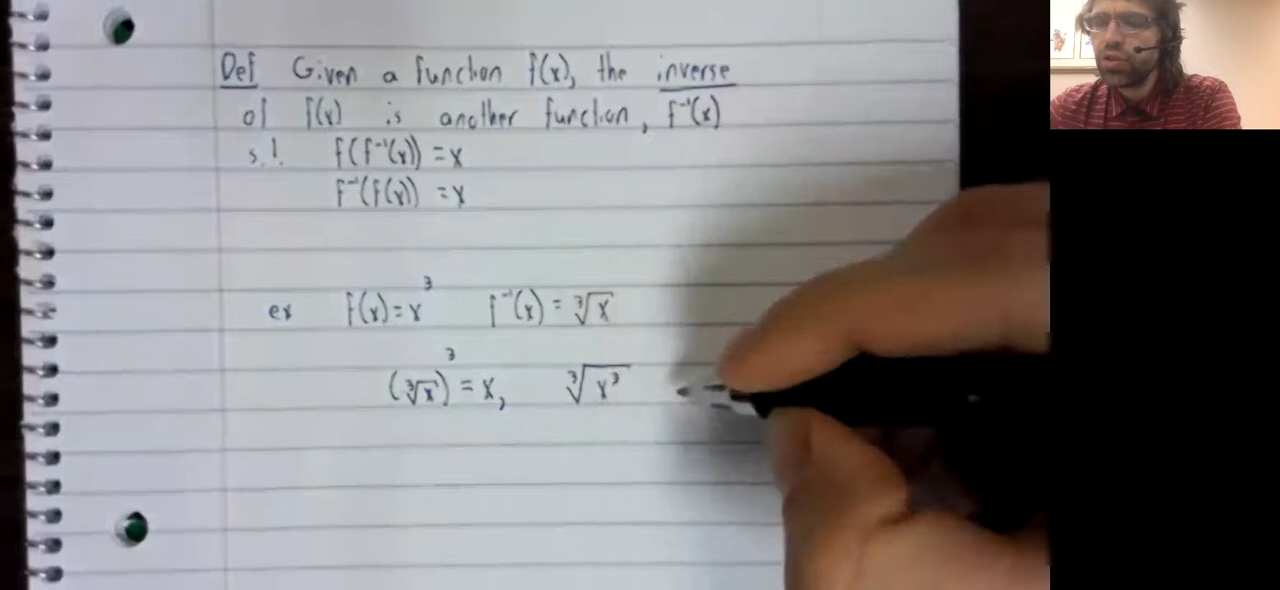 Def Given a function f(x), the inverse
of f(x) is another function, f⁻¹(x)
s.t. f(f⁻¹(x)) = x
f⁻¹(f(x)) = x
ex f(x) = x³ f⁻¹(x) = ∛x
(∛x)³ = x, ∛x³